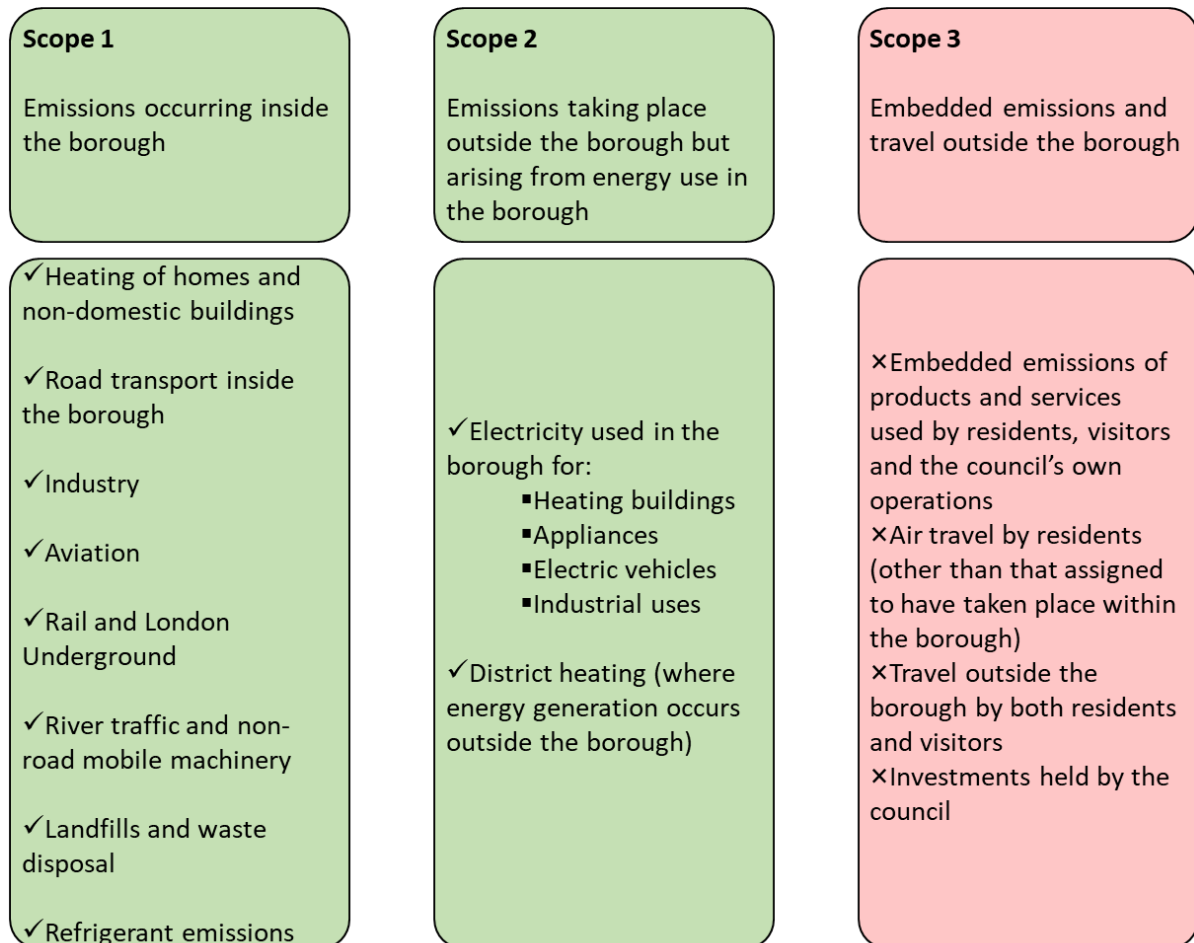 Scope 1
Emissions occurring inside
the borough
✓Heating of homes and
non-domestic buildings
✓Road transport inside
the borough
✓Industry
✓Aviation
✓Rail and London
Underground
✓River traffic and non-
road mobile machinery
✓Landfills and waste
disposal
✓Refrigerant emissions
Scope 2
Emissions taking place
outside the borough but
arising from energy use in
the borough
✓Electricity used in the
borough for:
▪Heating buildings
▪Appliances
▪Electric vehicles
▪Industrial uses
✓District heating (where
energy generation occurs
outside the borough)
Scope 3
Embedded emissions and
travel outside the borough
×Embedded emissions of
products and services
used by residents, visitors
and the council’s own
operations
×Air travel by residents
(other than that assigned
to have taken place within
the borough)
×Travel outside the
borough by both residents
and visitors
×Investments held by the
council